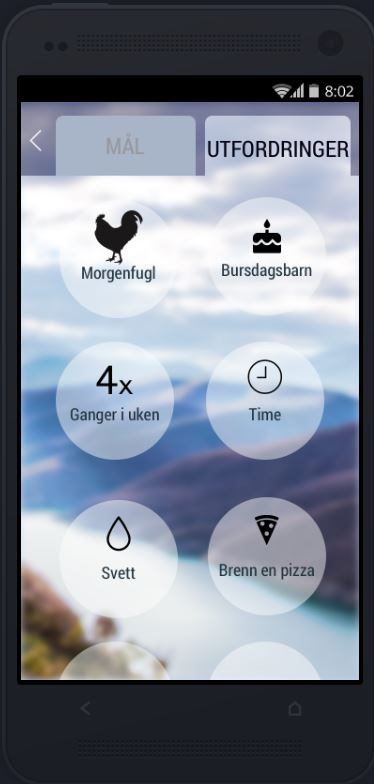 8:02
MÅL
UTFORDRINGER
Morgenfugl
Bursdagsbarn
4x
Ganger i uken
Time
Svett
Brenn en pizza